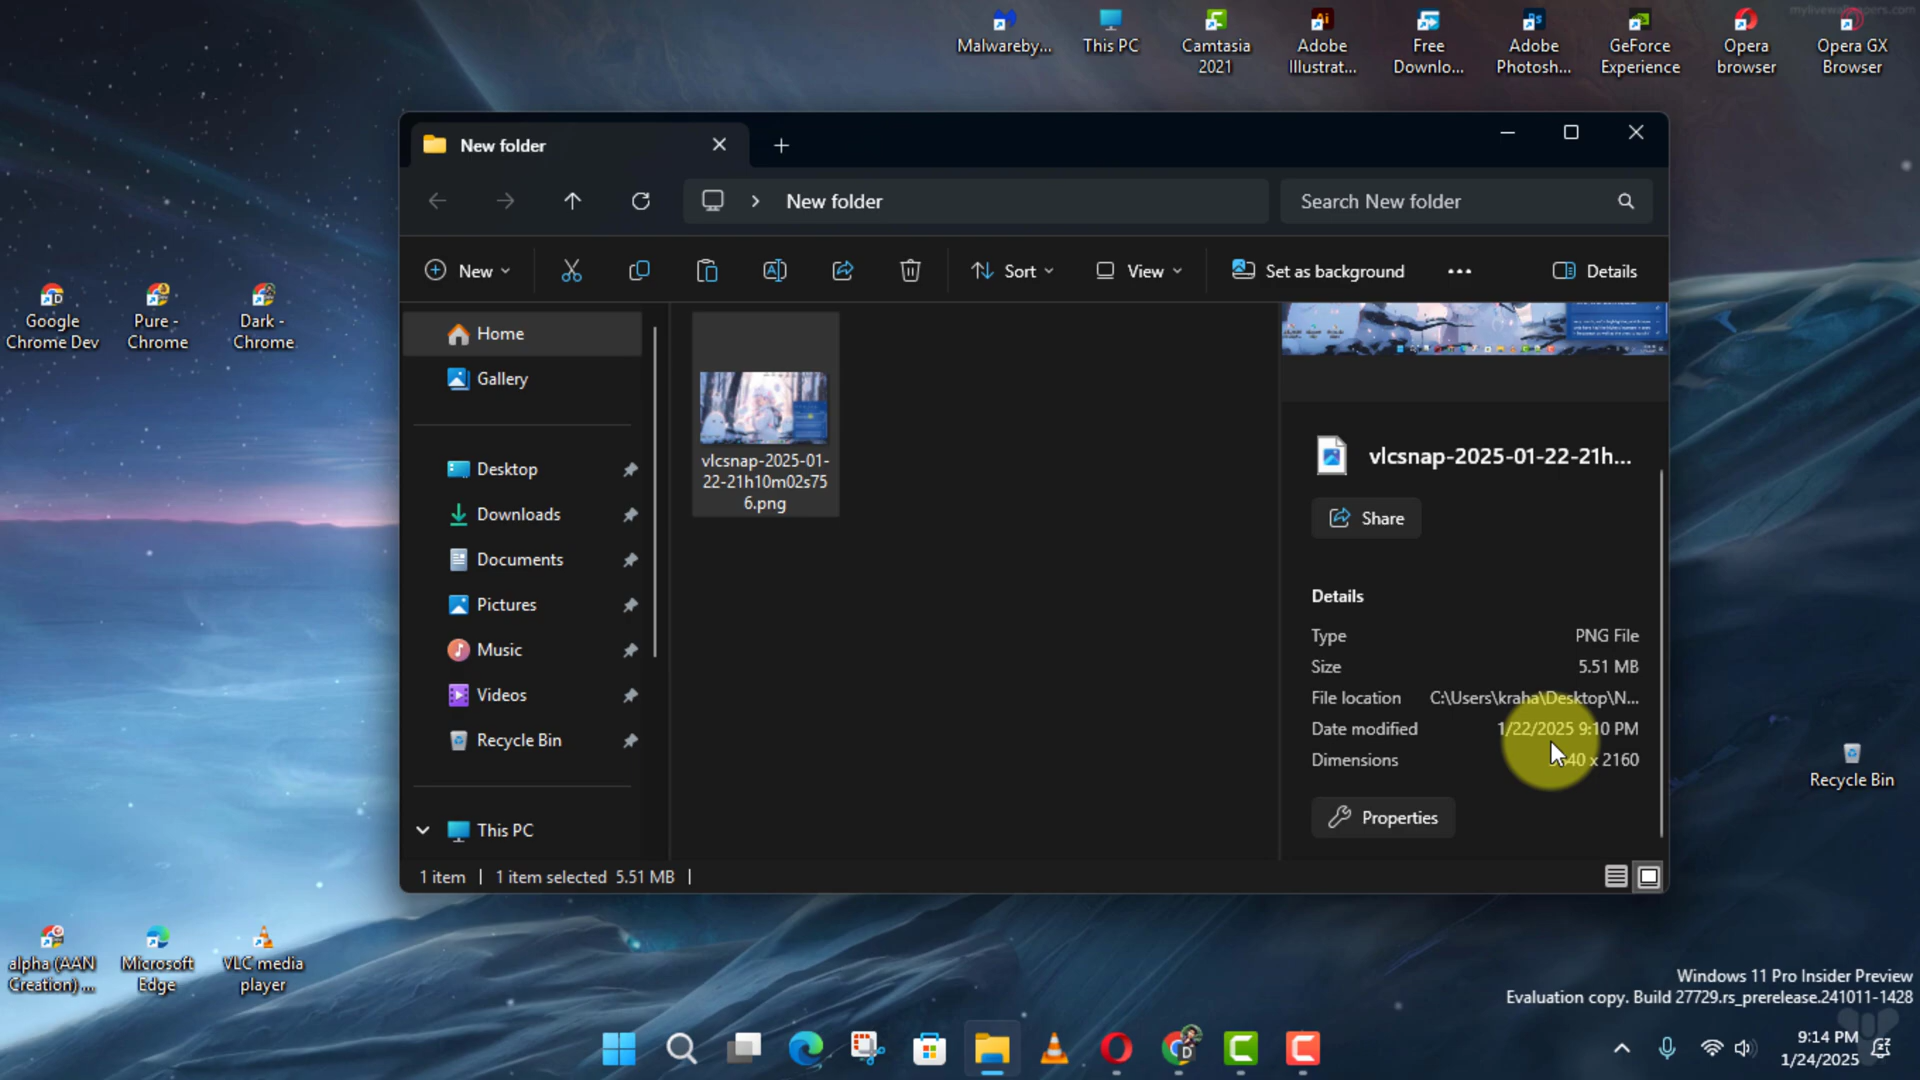 mylivewallpapers.com
Malwareby...
This PC
Camtasia
2021
Adobe
Illustrat...
Free
Downlo...
Adobe
Photosh...
GeForce
Experience
Opera
browser
Opera GX
Browser
New folder
New folder
Search New folder
New
Sort
View
Set as background
Details
Google
Chrome Dev
Pure -
Chrome
Dark -
Chrome
Home
Gallery
Desktop
Downloads
Documents
Pictures
Music
Videos
Recycle Bin
This PC
vlcsnap-2025-01-
22-21h10m02s75
6.png
vlcsnap-2025-01-22-21h...
Share
Details
Type PNG File
Size 5.51 MB
File location C:\Users\kraha\Desktop\N...
Date modified 1/22/2025 9:10 PM
Dimensions 40 x 2160
Properties
1 item 1 item selected 5.51 MB
Recycle Bin
alpha (AAN
Creation) ...
Microsoft
Edge
VLC media
player
Windows 11 Pro Insider Preview
Evaluation copy. Build 27729.rs_prerelease.241011-1428
9:14 PM
1/24/2025